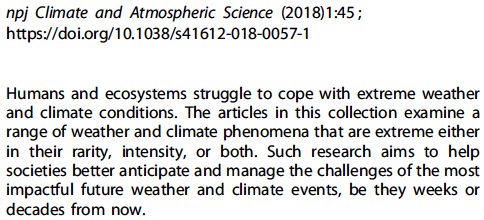 npj Climate and Atmospheric Science (2018)1:45 ;
https://doi.org/10.1038/s41612-018-0057-1
Humans and ecosystems struggle to cope with extreme weather
and climate conditions. The articles in this collection examine a
range of weather and climate phenomena that are extreme either
in their rarity, intensity, or both. Such research aims to help
societies better anticipate and manage the challenges of the most
impactful future weather and climate events, be they weeks or
decades from now.